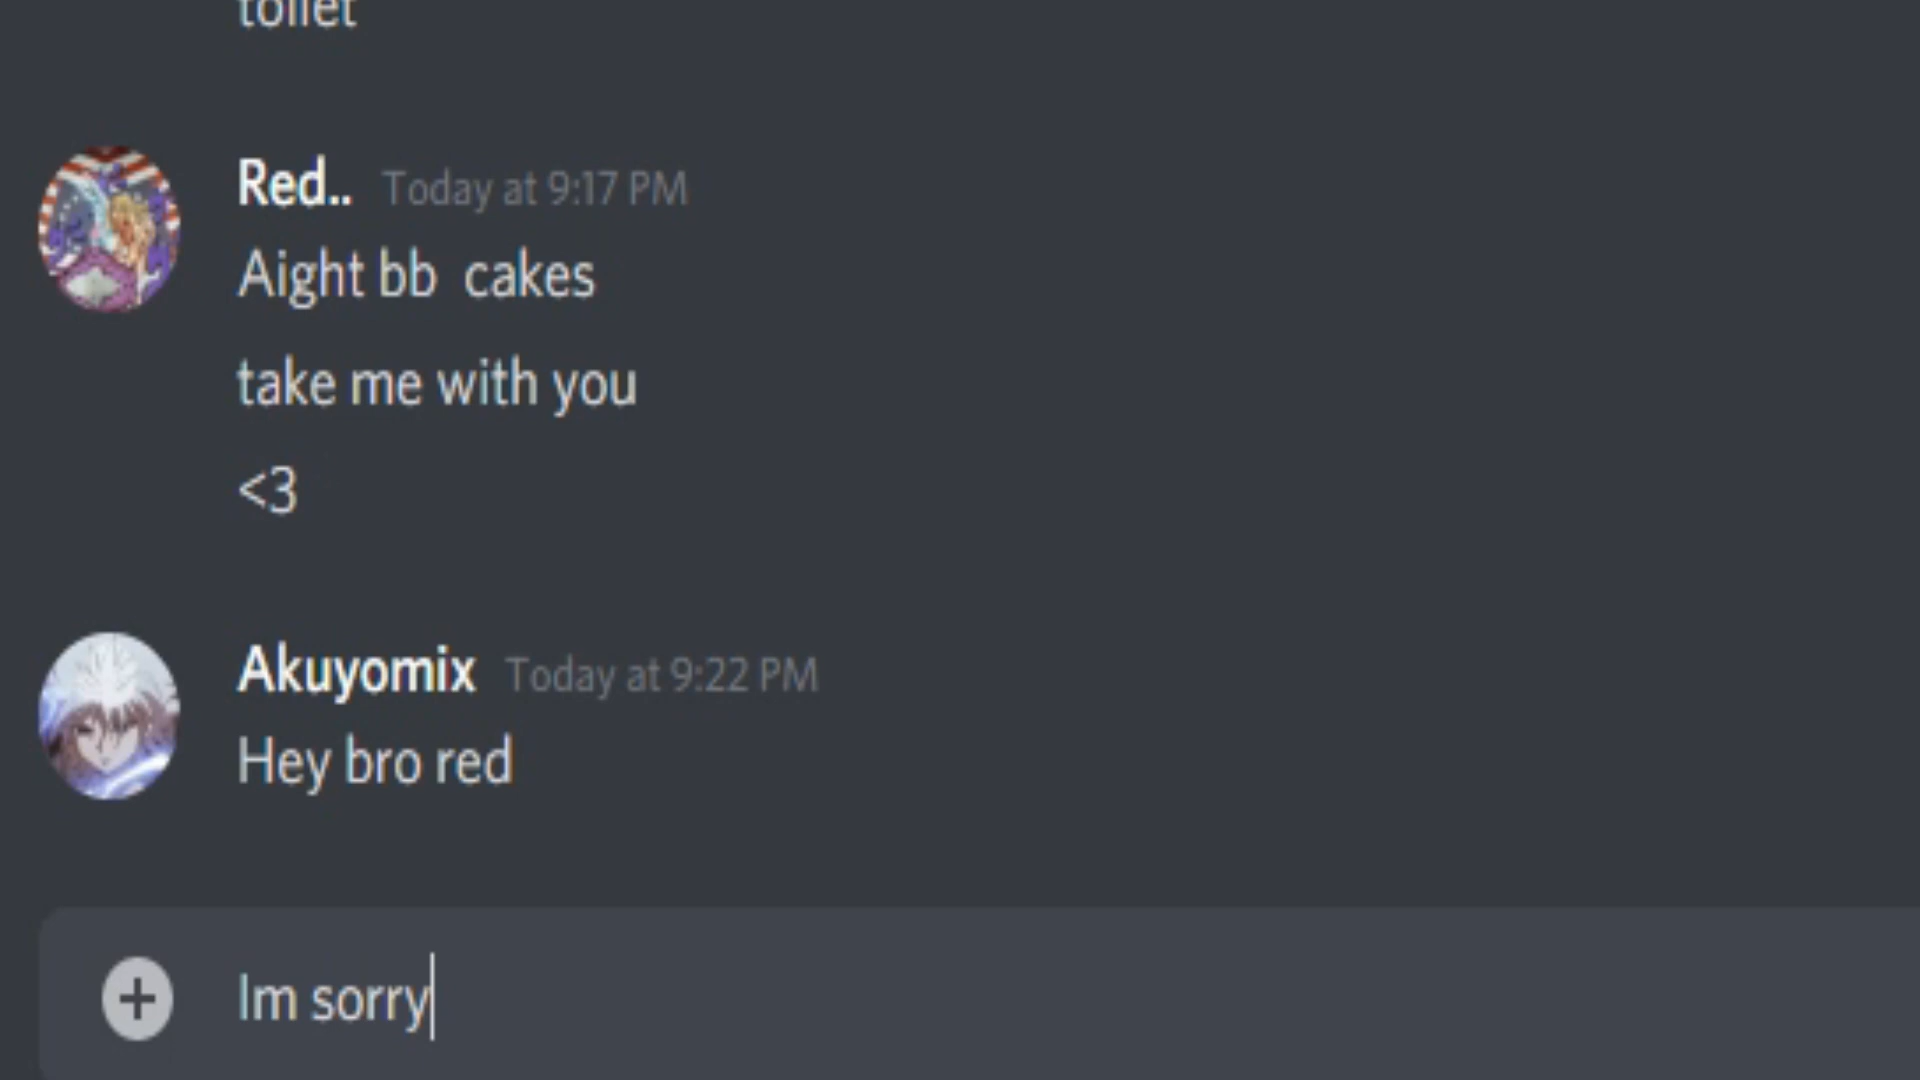 toilet
Red.. Today at 9:17 PM
Aight bb cakes
take me with you
<3
Akuyomix Today at 9:22 PM
Hey bro red
Im sorry